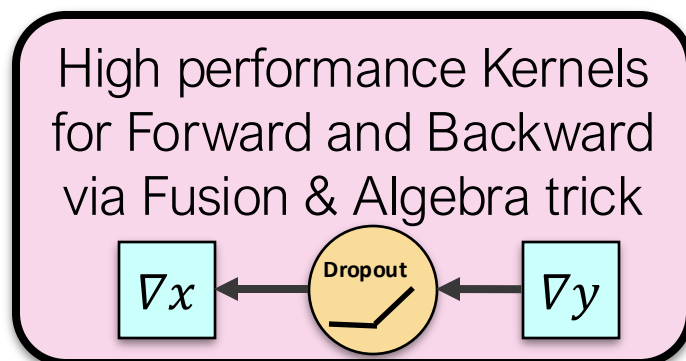 High performance Kernels
for Forward and Backward
via Fusion & Algebra trick
Dropout
∇x
∇y